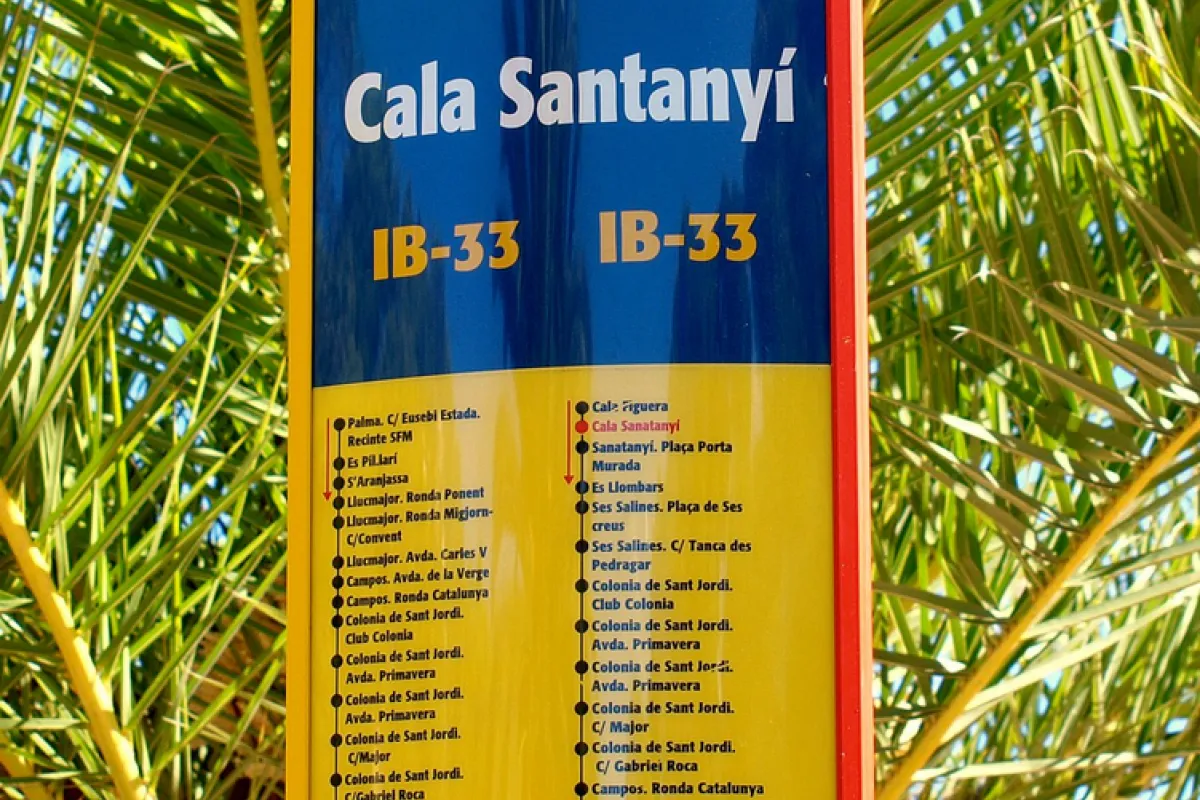 Cala Santanyí
IB-33 IB-33
Palma. C/ Eusebi Estada.
Recinte SFM
Es Pil.larí
S'Aranjassa
Llucmajor. Ronda Ponent
Llucmajor. Ronda Migjorn-
C/Convent
Llucmajor. Avda. Carles V
Campos. Avda. de la Verge
Campos. Ronda Catalunya
Colonia de Sant Jordi.
Club Colonia
Colonia de Sant Jordi.
Avda. Primavera
Colonia de Sant Jordi.
Avda. Primavera
Colonia de Sant Jordi.
C/Major
Colonia de Sant Jordi.
C/Gabriel Roca
Cala Figuera
Cala Sanatanyí
Sanatanyí. Plaça Porta
Murada
Es Llombars
Ses Salines. Plaça de Ses
creus
Ses Salines. C/ Tanca des
Pedragar
Colonia de Sant Jordi.
Club Colonia
Colonia de Sant Jordi.
Avda. Primavera
Colonia de Sant Jordi.
Avda. Primavera
Colonia de Sant Jordi.
C/ Major
Colonia de Sant Jordi.
C/ Gabriel Roca
Campos. Ronda Catalunya